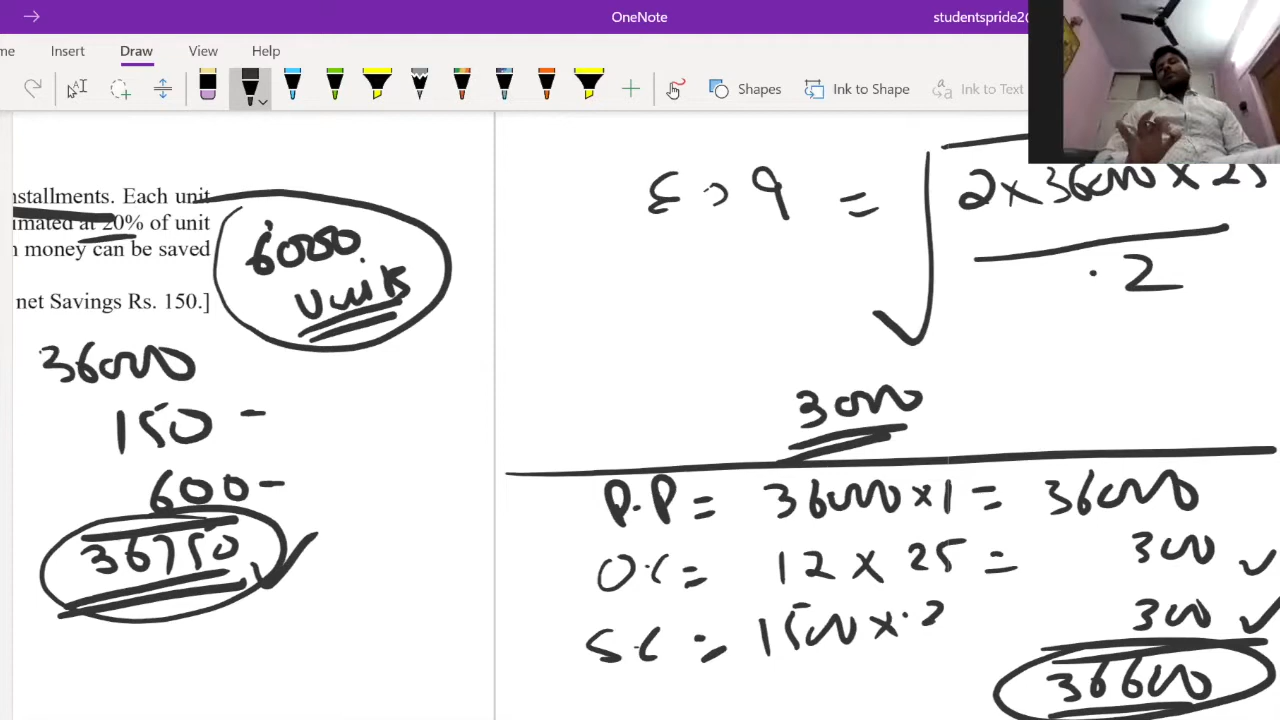 OneNote
studentspride2@
me Insert Draw View Help
Shapes Ink to Shape Ink to Text
nstallments. Each unit
imated at 20% of unit
n money can be saved
net Savings Rs. 150.]
6000
units
36000
150 -
600 -
36750
E O Q = √ 2 x 36000 x 25
.2
3000
P.P = 36000 x 1 = 36000
O.C = 12 x 25 = 300
S.C = 1500 x .2 300
36600